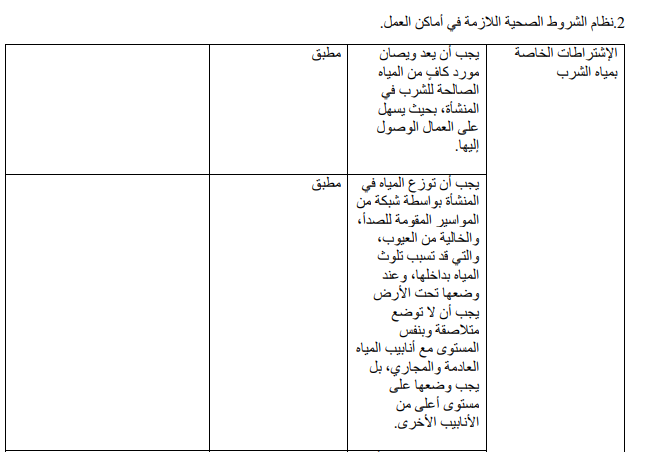 2.نظام الشروط الصحية اللازمة في أماكن العمل.
الإشتراطات الخاصة
بمياه الشرب
يجب أن يعد ويصان
مورد كافٍ من المياه
الصالحة للشرب في
المنشأة، بحيث يسهل
على العمال الوصول
إليها.
مطبق
يجب أن توزع المياه في
المنشأة بواسطة شبكة من
المواسير المقومة للصدأ،
والخالية من العيوب،
والتي قد تسبب تلوث
المياه بداخلها، وعند
وضعها تحت الأرض
يجب أن لا توضع
متلاصقة وبنفس
المستوى مع أنابيب المياه
العادمة والمجاري، بل
يجب وضعها على
مستوى أعلى من
الأنابيب الأخرى.
مطبق